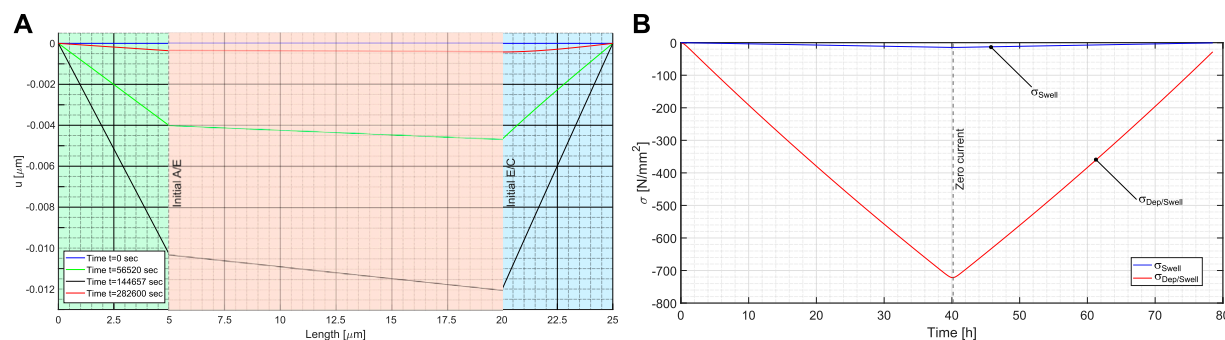 A
0
-0.002
-0.004
-0.006
-0.008
-0.010
-0.012
u [μm]
Initial A/E
Initial E/C
Time t=0 sec
Time t=56520 sec
Time t=144657 sec
Time t=282600 sec
0 2.5 5 7.5 10 12.5 15 17.5 20 22.5 25
Length [μm]
B
0
-100
-200
-300
-400
-500
-600
-700
-800
σ [N/mm²]
σSwell
Zero current
σDep/Swell
σSwell
σDep/Swell
0 10 20 30 40 50 60 70 80
Time [h]